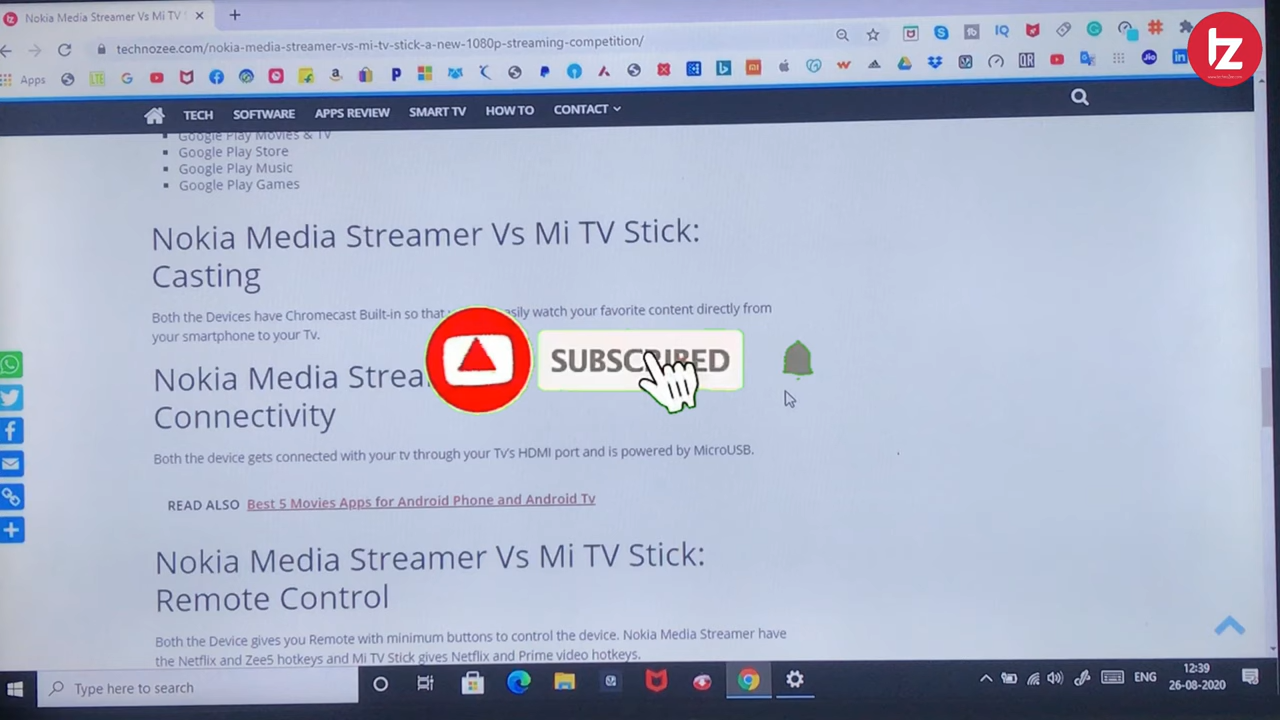 Nokia Media Streamer Vs Mi TV
technozee.com/nokia-media-streamer-vs-mi-tv-stick-a-new-1080p-streaming-competition/
Apps
TECH SOFTWARE APPS REVIEW SMART TV HOW TO CONTACT
Google Play Movies & TV
Google Play Store
Google Play Music
Google Play Games
Nokia Media Streamer Vs Mi TV Stick:
Casting
Both the Devices have Chromecast Built-in so that easily watch your favorite content directly from
your smartphone to your Tv.
SUBSCRIBED
Nokia Media Strea
Connectivity
Both the device gets connected with your tv through your TV's HDMI port and is powered by MicroUSB.
READ ALSO Best 5 Movies Apps for Android Phone and Android Tv
Nokia Media Streamer Vs Mi TV Stick:
Remote Control
Both the Device gives you Remote with minimum buttons to control the device. Nokia Media Streamer have
the Netflix and Zee5 hotkeys and Mi TV Stick gives Netflix and Prime video hotkeys.
Type here to search
ENG
12:39
26-08-2020